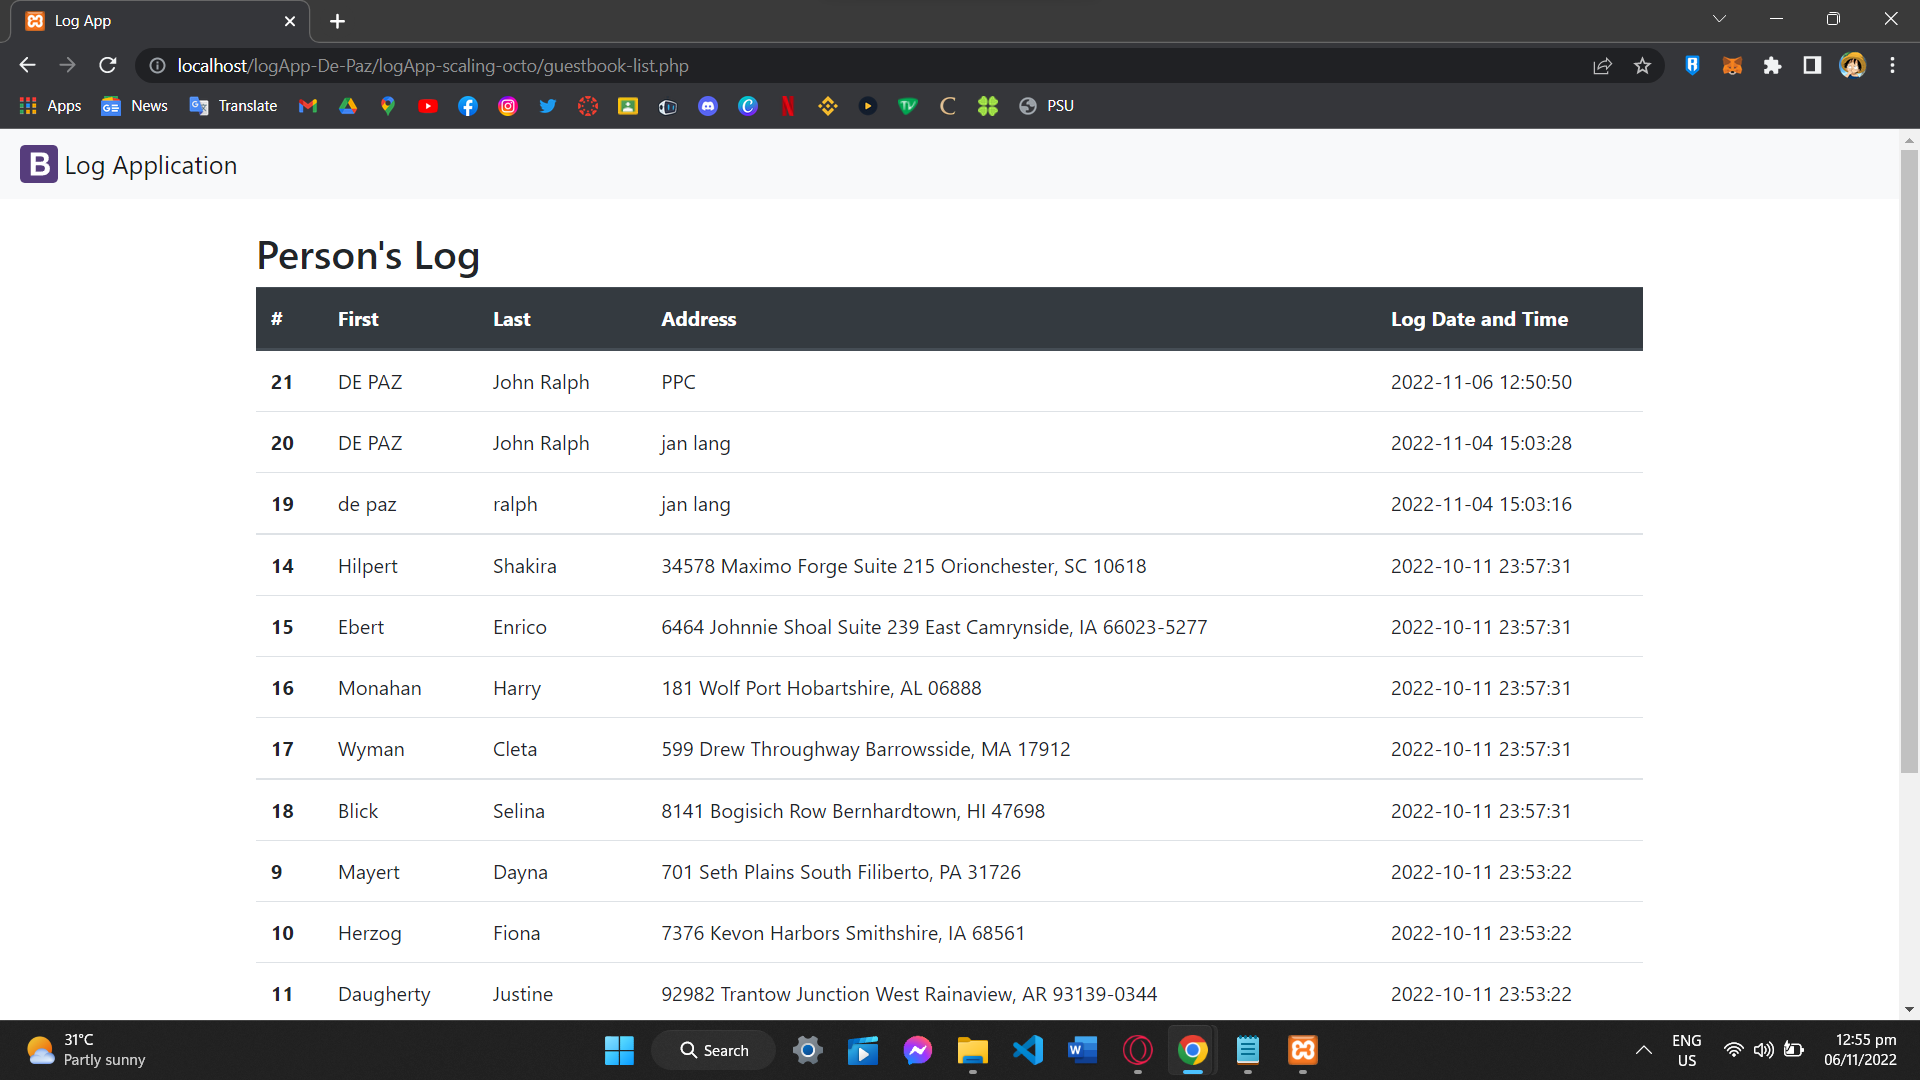 Log App
localhost/logApp-De-Paz/logApp-scaling-octo/guestbook-list.php
Apps News Translate PSU
B Log Application
Person's Log
# First Last Address Log Date and Time
21 DE PAZ John Ralph PPC 2022-11-06 12:50:50
20 DE PAZ John Ralph jan lang 2022-11-04 15:03:28
19 de paz ralph jan lang 2022-11-04 15:03:16
14 Hilpert Shakira 34578 Maximo Forge Suite 215 Orionchester, SC 10618 2022-10-11 23:57:31
15 Ebert Enrico 6464 Johnnie Shoal Suite 239 East Camrynside, IA 66023-5277 2022-10-11 23:57:31
16 Monahan Harry 181 Wolf Port Hobartshire, AL 06888 2022-10-11 23:57:31
17 Wyman Cleta 599 Drew Throughway Barrowsside, MA 17912 2022-10-11 23:57:31
18 Blick Selina 8141 Bogisich Row Bernhardtown, HI 47698 2022-10-11 23:57:31
9 Mayert Dayna 701 Seth Plains South Filiberto, PA 31726 2022-10-11 23:53:22
10 Herzog Fiona 7376 Kevon Harbors Smithshire, IA 68561 2022-10-11 23:53:22
11 Daugherty Justine 92982 Trantow Junction West Rainaview, AR 93139-0344 2022-10-11 23:53:22
31°C
Partly sunny
Search
ENG
US
12:55 pm
06/11/2022